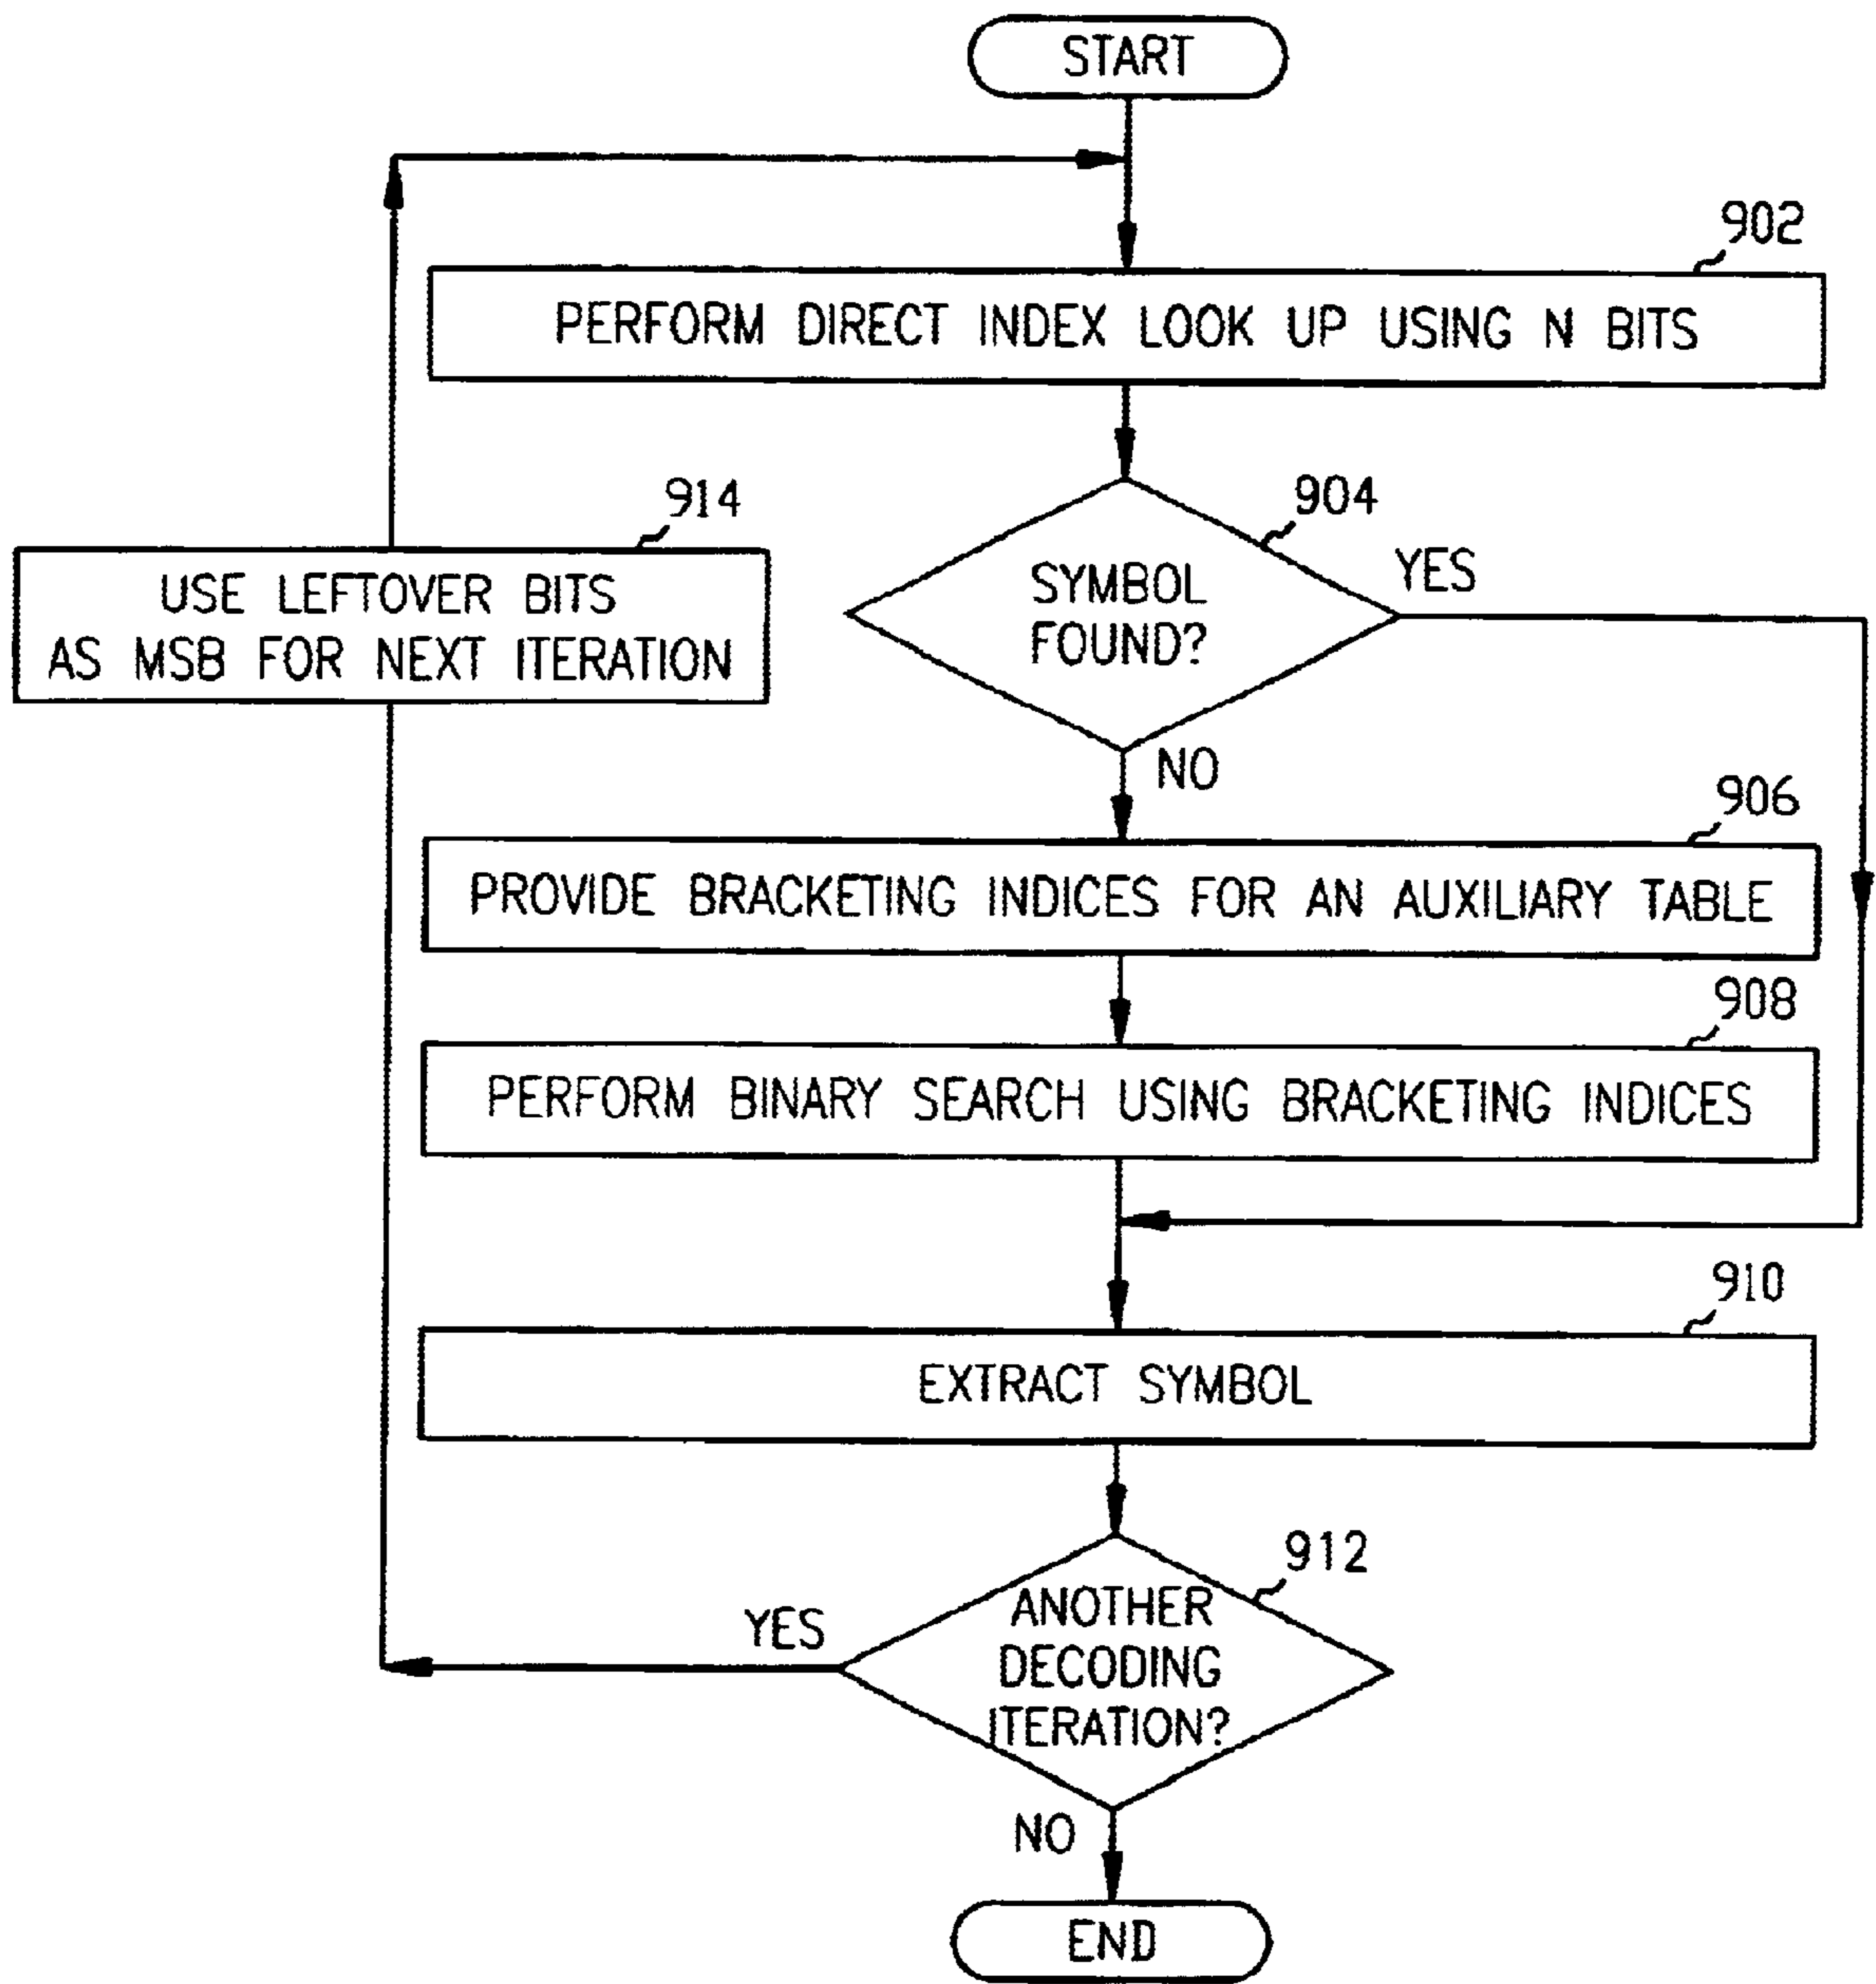 START
902
PERFORM DIRECT INDEX LOOK UP USING N BITS
914
904
USE LEFTOVER BITS
AS MSB FOR NEXT ITERATION
SYMBOL
FOUND?
YES
NO
906
PROVIDE BRACKETING INDICES FOR AN AUXILIARY TABLE
908
PERFORM BINARY SEARCH USING BRACKETING INDICES
910
EXTRACT SYMBOL
912
YES
ANOTHER
DECODING
ITERATION?
NO
END